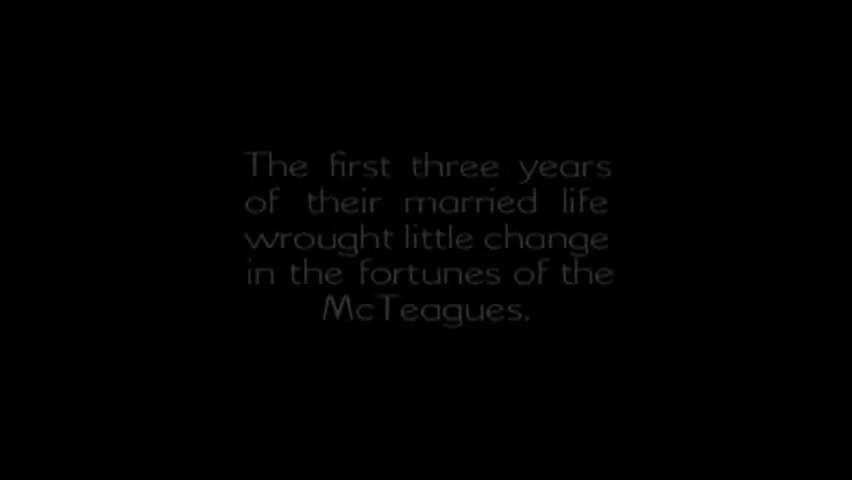 The first three years
of their married life
wrought little change
in the fortunes of the
McTeagues.